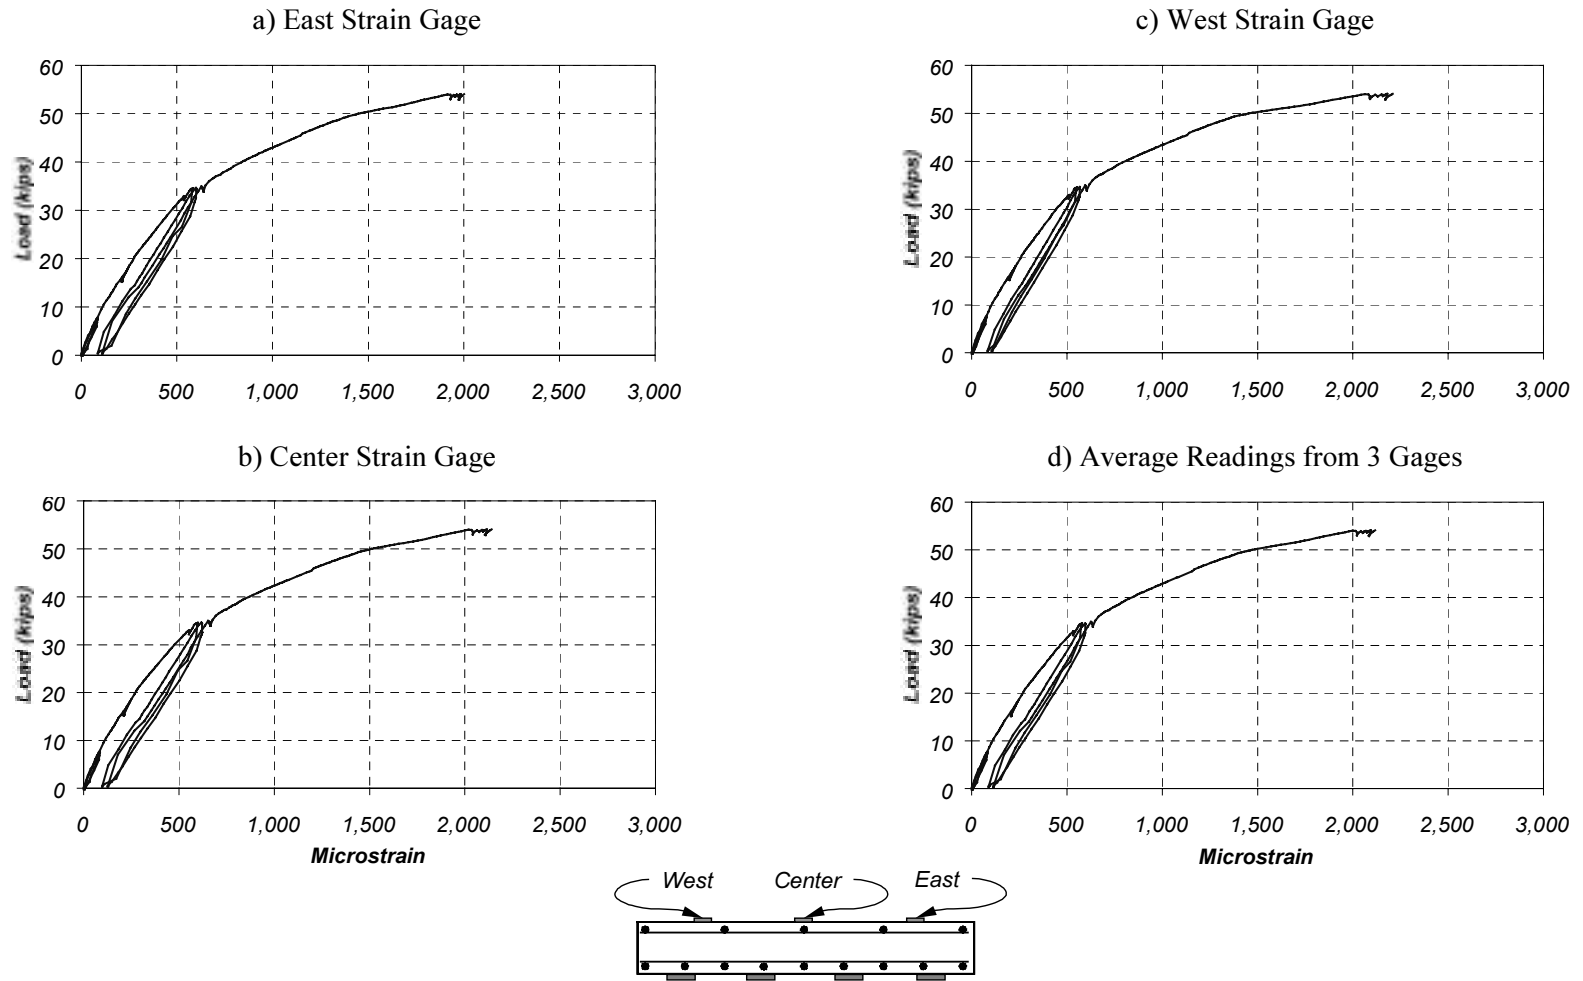 a) East Strain Gage
60
50
40
30
20
10
0
Load (kips)
0 500 1,000 1,500 2,000 2,500 3,000
c) West Strain Gage
60
50
40
30
20
10
0
Load (kips)
0 500 1,000 1,500 2,000 2,500 3,000
b) Center Strain Gage
60
50
40
30
20
10
0
Load (kips)
0 500 1,000 1,500 2,000 2,500 3,000
Microstrain
d) Average Readings from 3 Gages
60
50
40
30
20
10
0
Load (kips)
0 500 1,000 1,500 2,000 2,500 3,000
Microstrain
West Center East